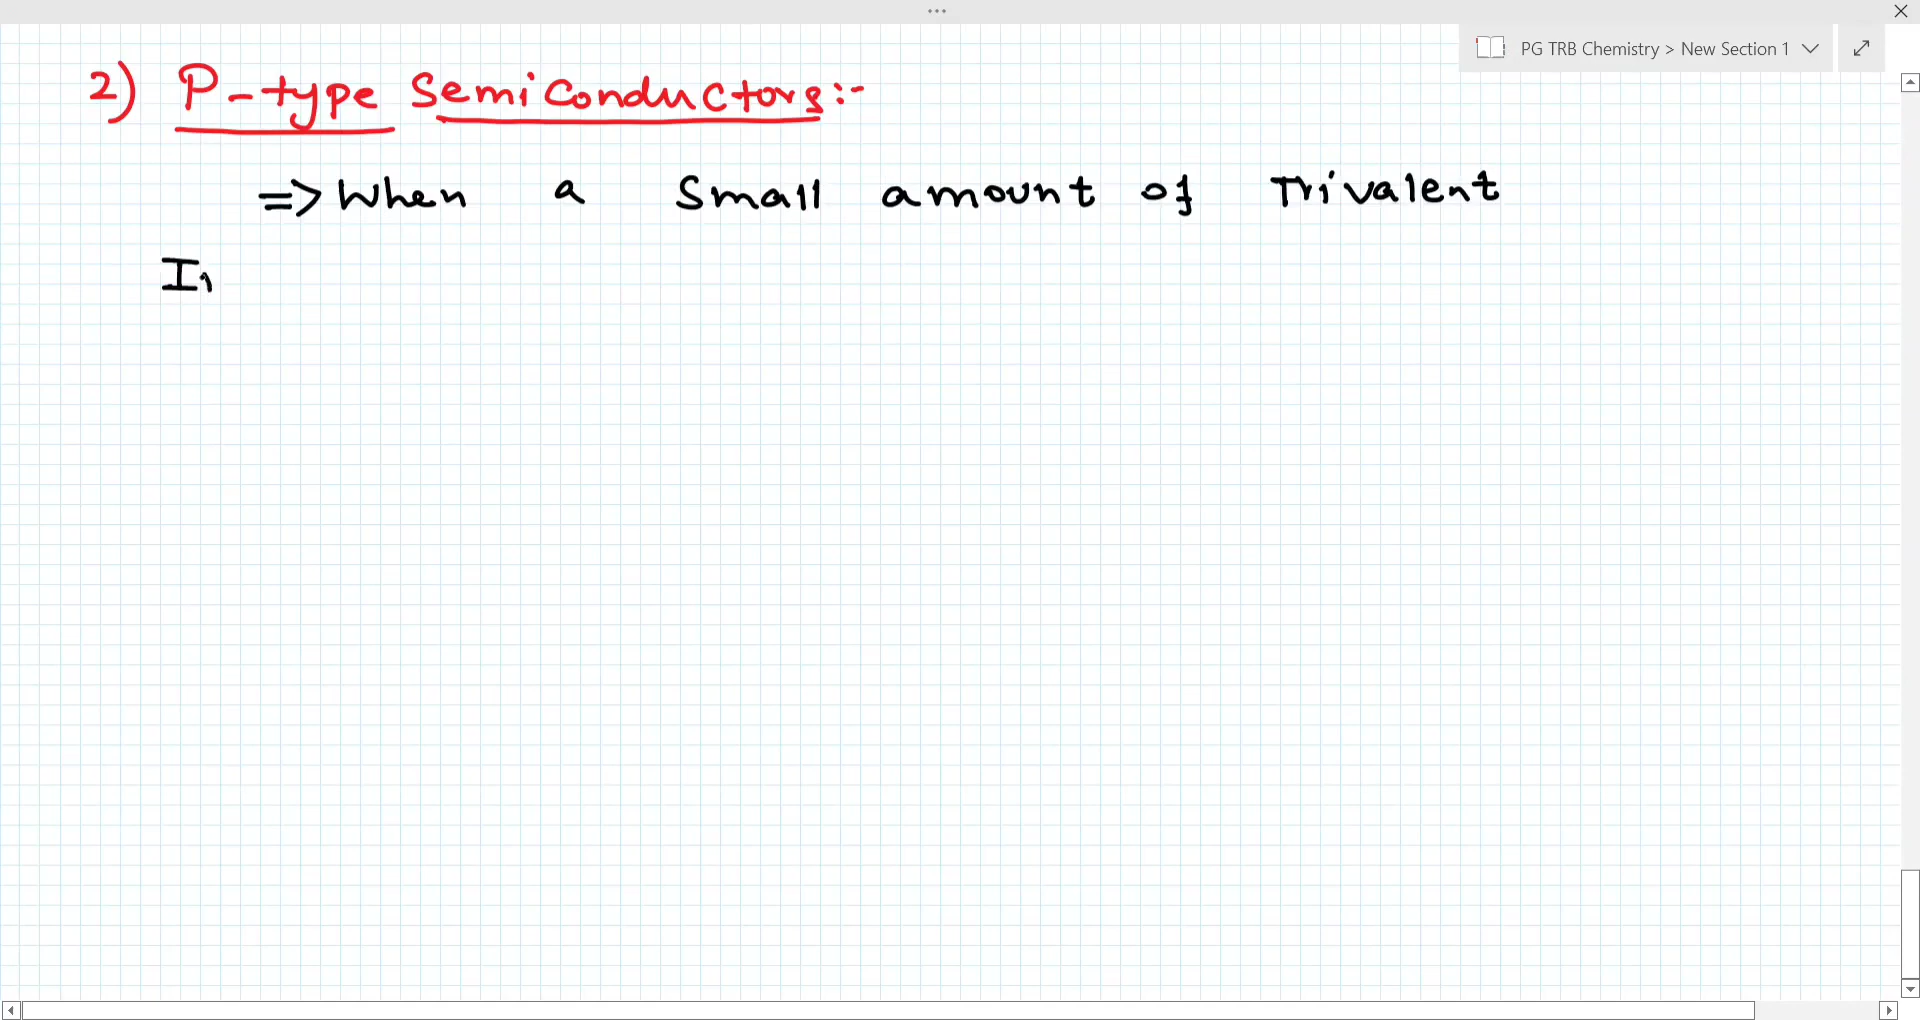 PG TRB Chemistry > New Section 1
2) P-type Semiconductors:-
=> When a Small amount of Trivalent